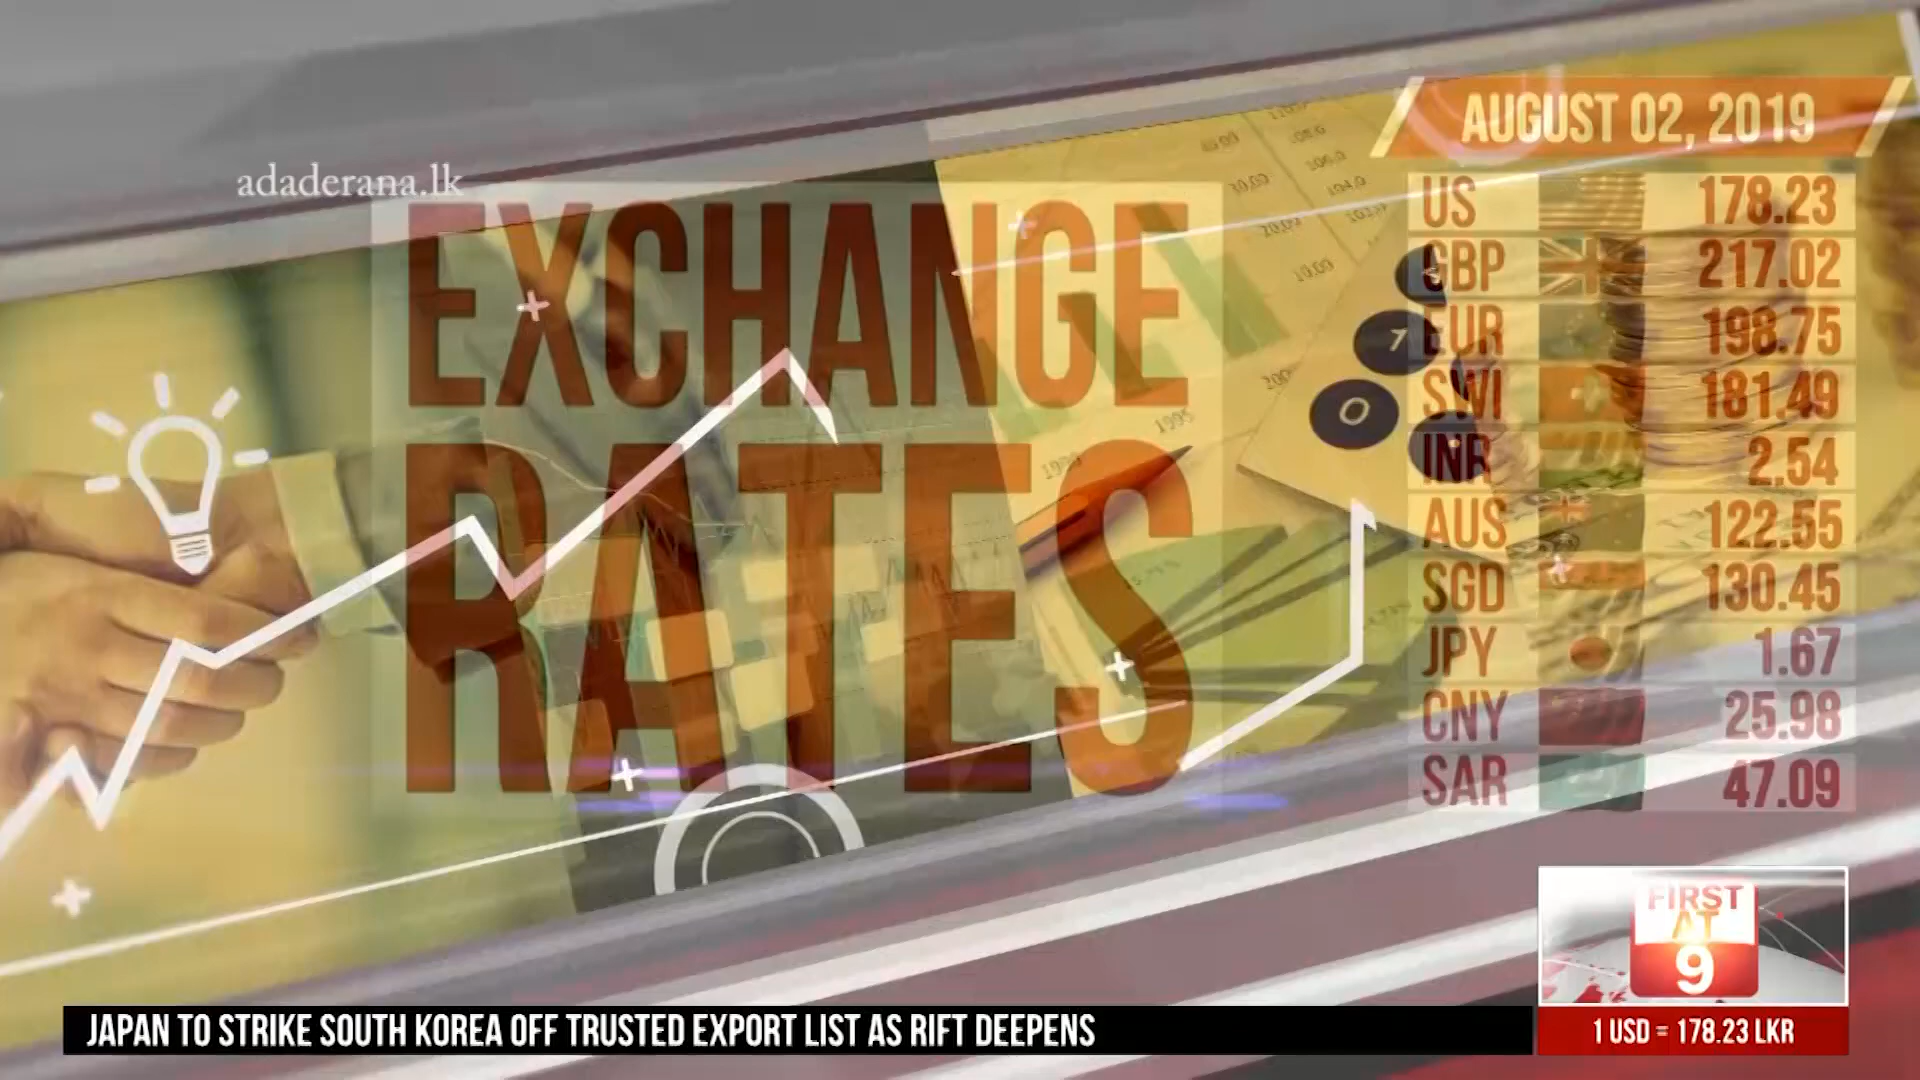 adaderana.lk
EXCHANGE
RATES
AUGUST 02, 2019
US 178.23
GBP 217.02
EUR 198.75
SWI 181.49
INR 2.54
AUS 122.55
SGD 130.45
JPY 1.67
CNY 25.98
SAR 47.09
FIRST
AT
9
JAPAN TO STRIKE SOUTH KOREA OFF TRUSTED EXPORT LIST AS RIFT DEEPENS
1 USD = 178.23 LKR